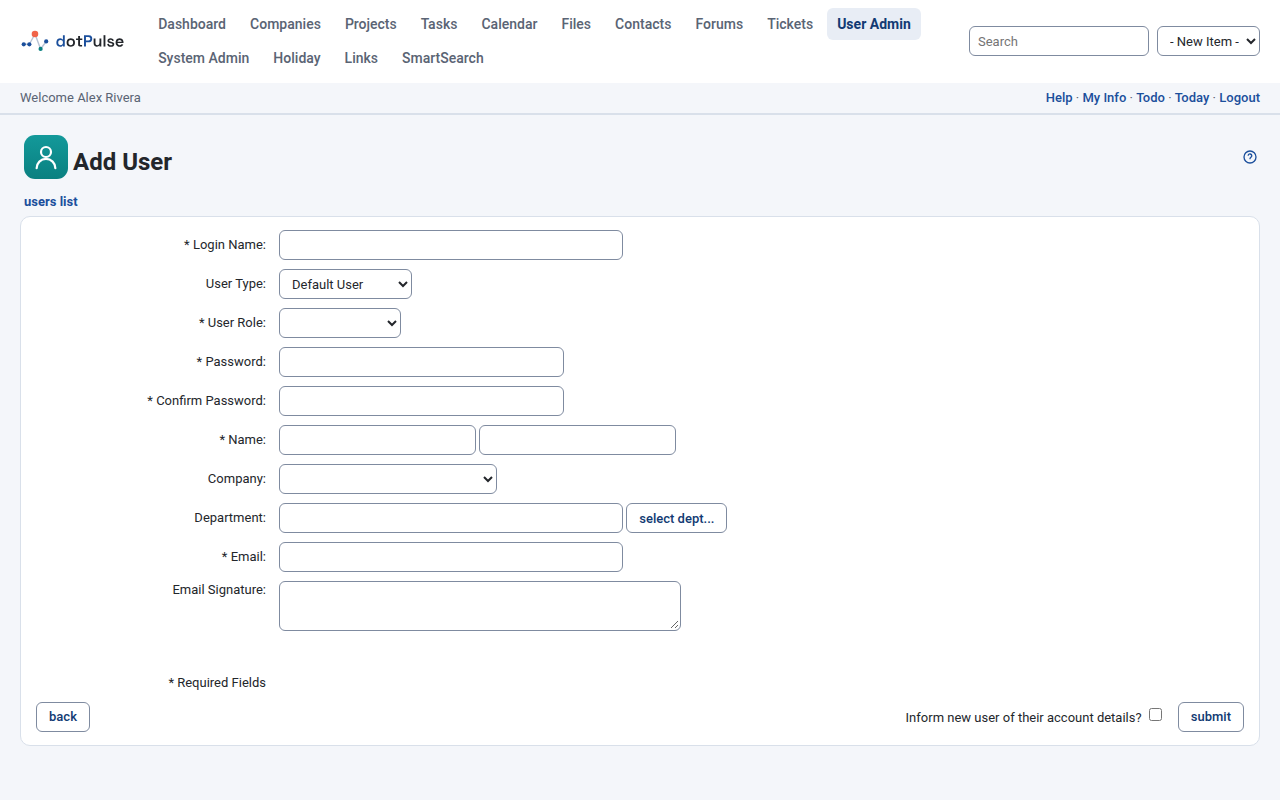 dotPulse
Dashboard Companies Projects Tasks Calendar Files Contacts Forums Tickets User Admin
System Admin Holiday Links SmartSearch
Search
- New Item -
Welcome Alex Rivera
Help · My Info · Todo · Today · Logout
Add User
users list
* Login Name:
User Type: Default User
* User Role:
* Password:
* Confirm Password:
* Name:
Company:
Department: select dept...
* Email:
Email Signature:
* Required Fields
back Inform new user of their account details? submit